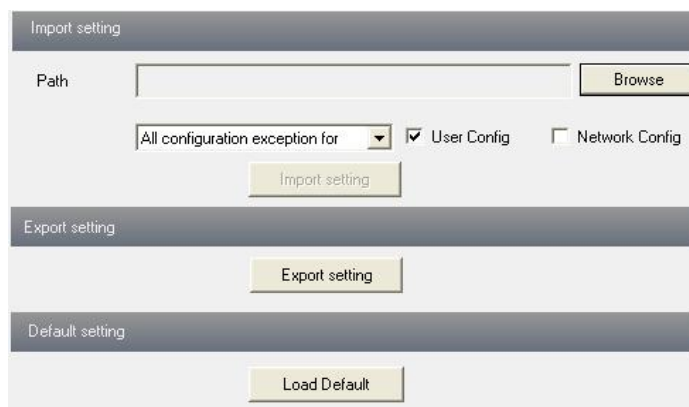 Import setting
Path
Browse
All configuration exception for
User Config
Network Config
Import setting
Export setting
Export setting
Default setting
Load Default